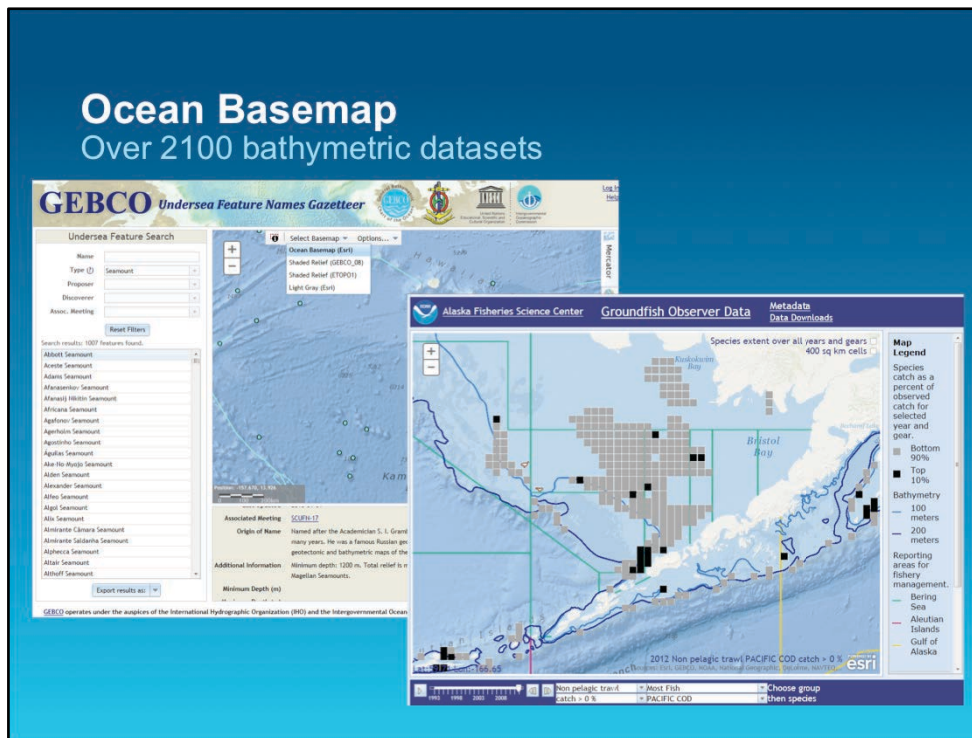 Ocean Basemap
Over 2100 bathymetric datasets
GEBCO Undersea Feature Names Gazetteer
Log In
Help
Undersea Feature Search
Name
Type (?) Seamount
Proposer
Discoverer
Assoc. Meeting
Reset Filters
Search results: 1007 features found.
Abbott Seamount
Aceste Seamount
Adams Seamount
Afanasenkov Seamount
Afanasij Nikitin Seamount
Africana Seamount
Agafonov Seamount
Agerholm Seamount
Agostinho Seamount
Águilas Seamount
Ake-No Myojo Seamount
Alden Seamount
Alexander Seamount
Alfeo Seamount
Algol Seamount
Alix Seamount
Almirante Câmara Seamount
Almirante Saldanha Seamount
Alphecca Seamount
Altair Seamount
Althoff Seamount
Export results as:
Select Basemap
Options...
Ocean Basemap (Esri)
Shaded Relief (GEBCO_08)
Shaded Relief (ETOPO1)
Light Gray (Esri)
Mercator
Associated Meeting SCUFN-17
Origin of Name Named after the Academician S. I.
many years. He was a famous Russian
geotectonic and bathymetric maps of the
Additional Information Minimum depth: 1200 m. Total relief is
Magellan Seamounts.
Minimum Depth (m)
GEBCO operates under the auspices of the International Hydrographic Organization (IHO) and the Intergovernmental Ocean
Alaska Fisheries Science Center
Groundfish Observer Data
Metadata
Data Downloads
Species extent over all years and gears
400 sq km cells
Kuskokwim
Bay
Bristol
Bay
2012 Non pelagic trawl PACIFIC COD catch > 0 %
esri
Map
Legend
Species
catch as a
percent of
observed
catch for
selected
year and
gear.
Bottom
90%
Top
10%
Bathymetry
100
meters
200
meters
Reporting
areas for
fishery
management.
Bering
Sea
Aleutian
Islands
Gulf of
Alaska
1993 1998 2003 2008
Non pelagic trawl
catch > 0 %
Most Fish
PACIFIC COD
Choose group
then species